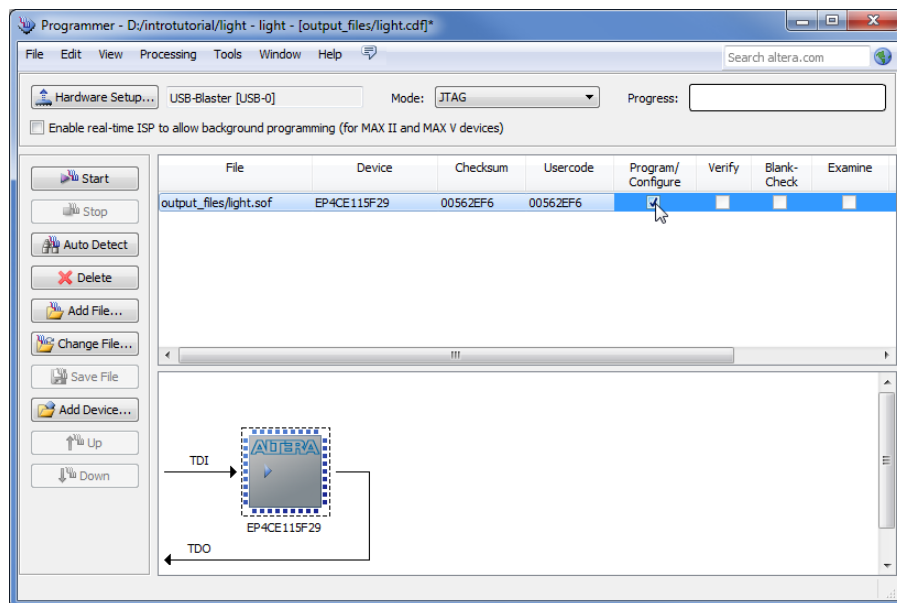 Programmer - D:/introtutorial/light - light - [output_files/light.cdf]*
File Edit View Processing Tools Window Help
Search altera.com
Hardware Setup... USB-Blaster [USB-0] Mode: JTAG Progress:
Enable real-time ISP to allow background programming (for MAX II and MAX V devices)
Start
Stop
Auto Detect
Delete
Add File...
Change File...
Save File
Add Device...
Up
Down
File Device Checksum Usercode Program/ Verify Blank- Examine
Configure Check
output_files/light.sof EP4CE115F29 00562EF6 00562EF6
ALTERA
TDI
EP4CE115F29
TDO